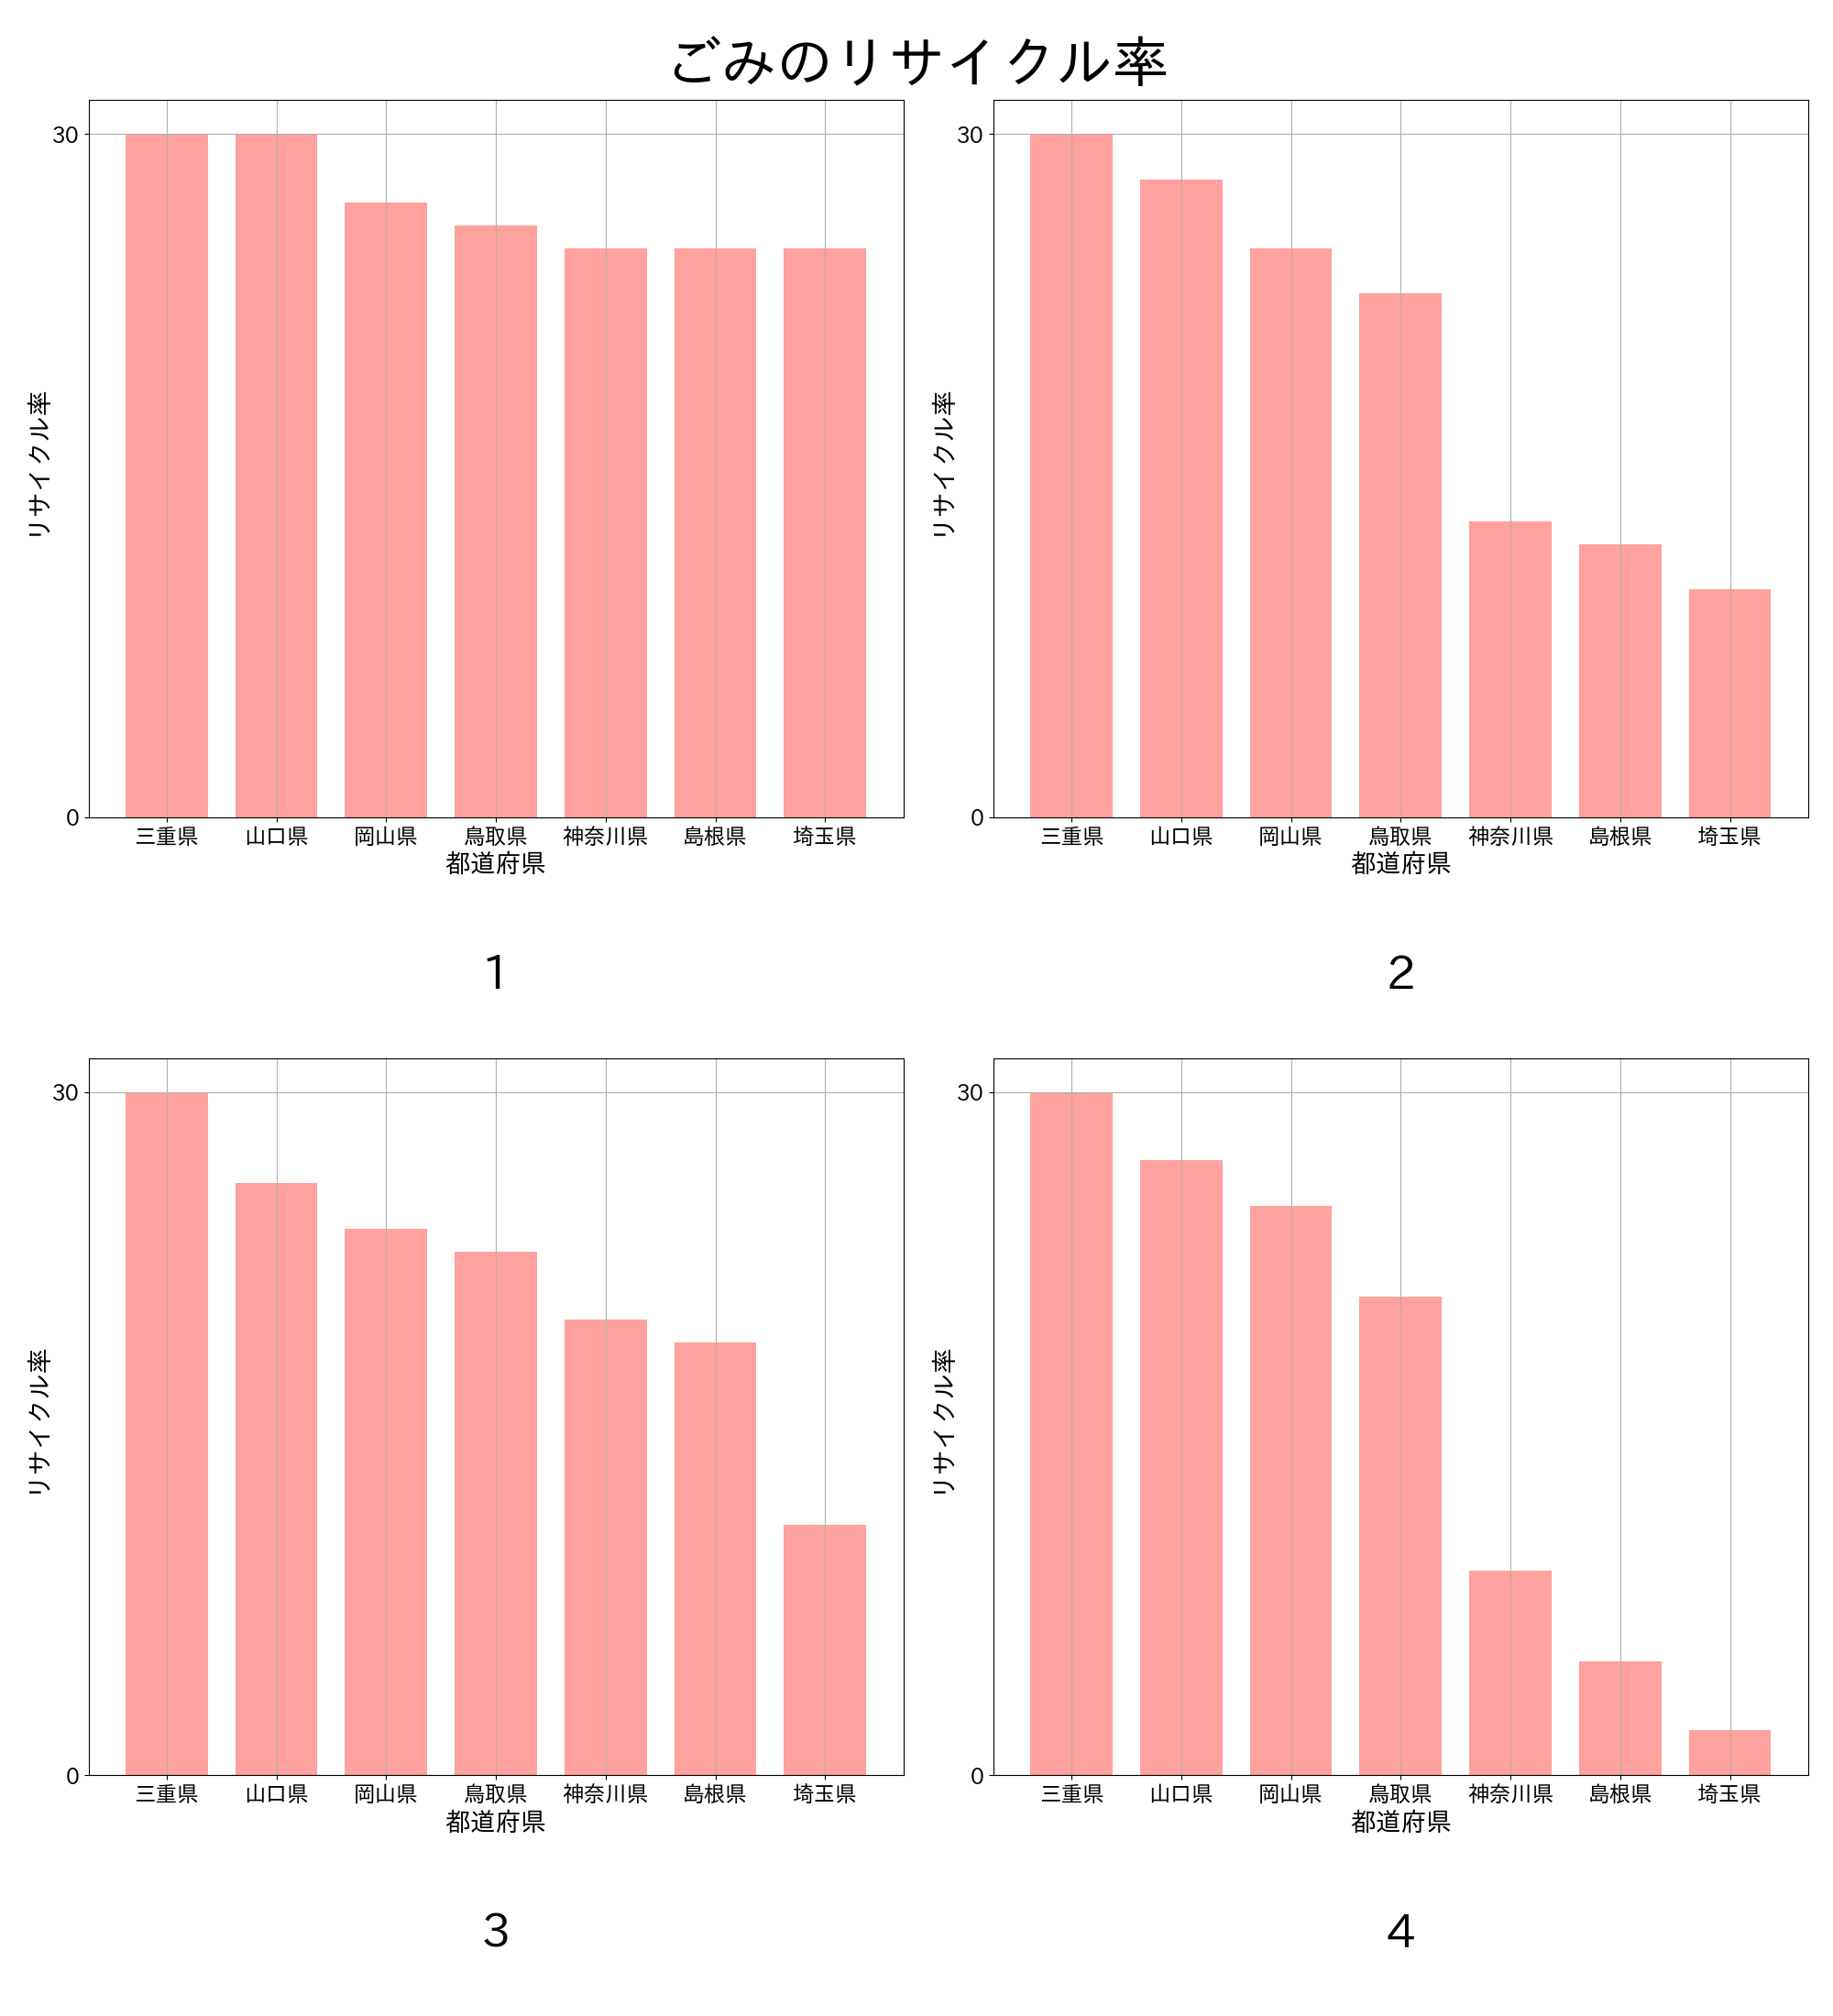 ごみのリサイクル率
30
0
リサイクル率
三重県 山口県 岡山県 鳥取県 神奈川県 島根県 埼玉県
都道府県
1
30
0
リサイクル率
三重県 山口県 岡山県 鳥取県 神奈川県 島根県 埼玉県
都道府県
2
30
0
リサイクル率
三重県 山口県 岡山県 鳥取県 神奈川県 島根県 埼玉県
都道府県
3
30
0
リサイクル率
三重県 山口県 岡山県 鳥取県 神奈川県 島根県 埼玉県
都道府県
4